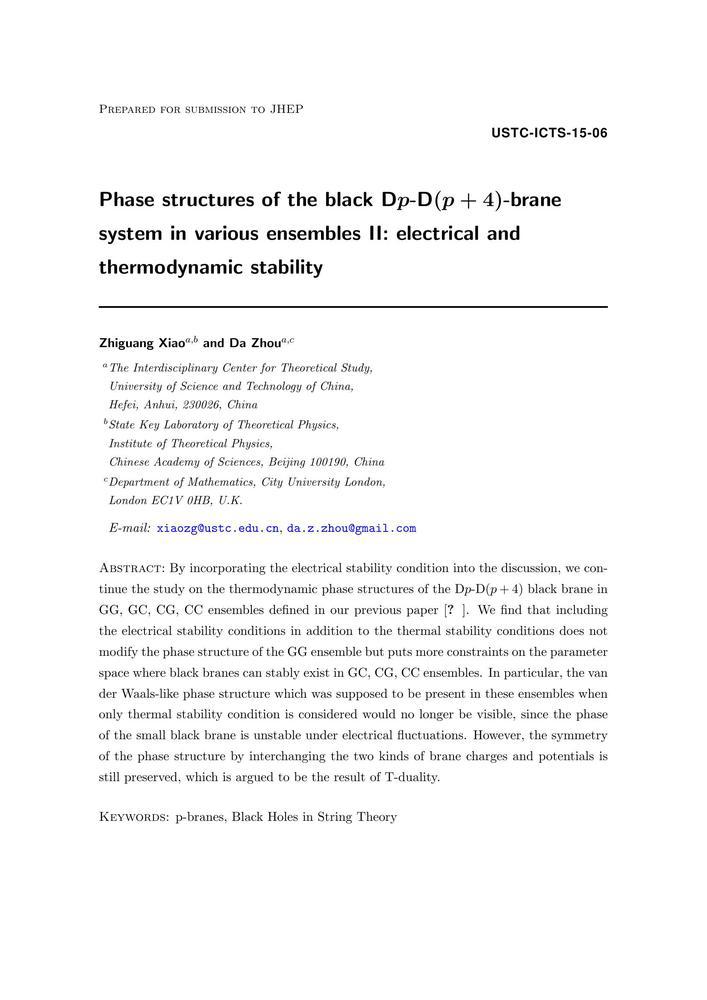 PREPARED FOR SUBMISSION TO JHEP
USTC-ICTS-15-06
Phase structures of the black Dp-D(p + 4)-brane
system in various ensembles II: electrical and
thermodynamic stability
Zhiguang Xiao^{a,b} and Da Zhou^{a,c}
^a The Interdisciplinary Center for Theoretical Study,
University of Science and Technology of China,
Hefei, Anhui, 230026, China
^b State Key Laboratory of Theoretical Physics,
Institute of Theoretical Physics,
Chinese Academy of Sciences, Beijing 100190, China
^c Department of Mathematics, City University London,
London EC1V 0HB, U.K.
E-mail: xiaozg@ustc.edu.cn, da.z.zhou@gmail.com
ABSTRACT: By incorporating the electrical stability condition into the discussion, we con-
tinue the study on the thermodynamic phase structures of the Dp-D(p + 4) black brane in
GG, GC, CG, CC ensembles defined in our previous paper [? ]. We find that including
the electrical stability conditions in addition to the thermal stability conditions does not
modify the phase structure of the GG ensemble but puts more constraints on the parameter
space where black branes can stably exist in GC, CG, CC ensembles. In particular, the van
der Waals-like phase structure which was supposed to be present in these ensembles when
only thermal stability condition is considered would no longer be visible, since the phase
of the small black brane is unstable under electrical fluctuations. However, the symmetry
of the phase structure by interchanging the two kinds of brane charges and potentials is
still preserved, which is argued to be the result of T-duality.
KEYWORDS: p-branes, Black Holes in String Theory